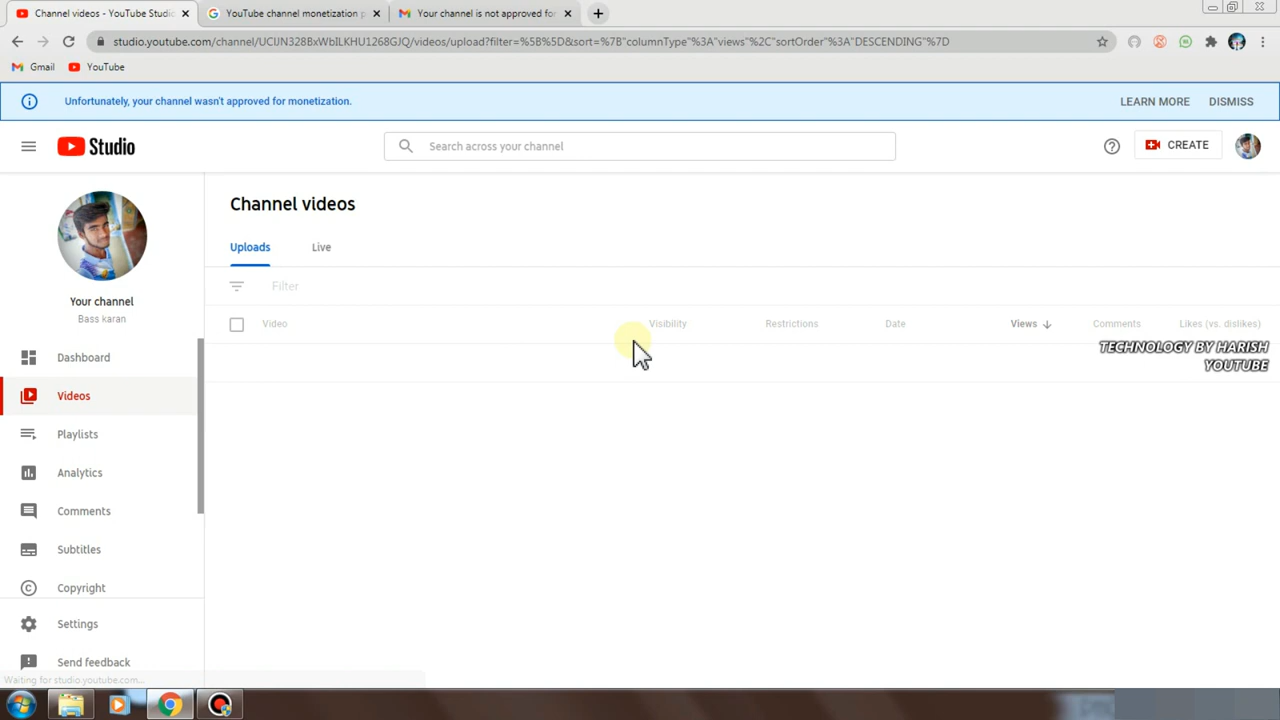 Channel videos - YouTube Studio
YouTube channel monetization p
Your channel is not approved for
studio.youtube.com/channel/UCIJN328BxWbILKHU1268GJQ/videos/upload?filter=%5B%5D&sort=%7B"columnType"%3A"views"%2C"sortOrder"%3A"DESCENDING"%7D
Gmail
YouTube
Unfortunately, your channel wasn't approved for monetization.
LEARN MORE
DISMISS
Studio
Search across your channel
CREATE
Channel videos
Uploads
Live
Filter
Video
Visibility
Restrictions
Date
Views
Comments
Likes (vs. dislikes)
TECHNOLOGY BY HARISH
YOUTUBE
Your channel
Bass karan
Dashboard
Videos
Playlists
Analytics
Comments
Subtitles
Copyright
Settings
Send feedback
Waiting for studio.youtube.com...